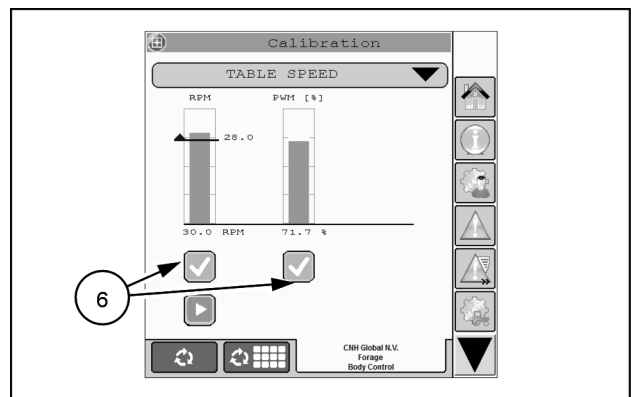 Calibration
TABLE SPEED
RPM PWM [%]
28.0
30.0 RPM 71.7 %
6
CNH Global N.V.
Forage
Body Control